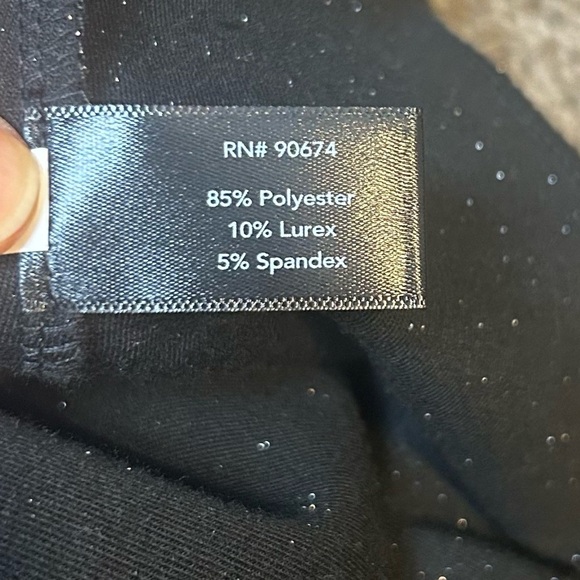 RN# 90674
85% Polyester
10% Lurex
5% Spandex